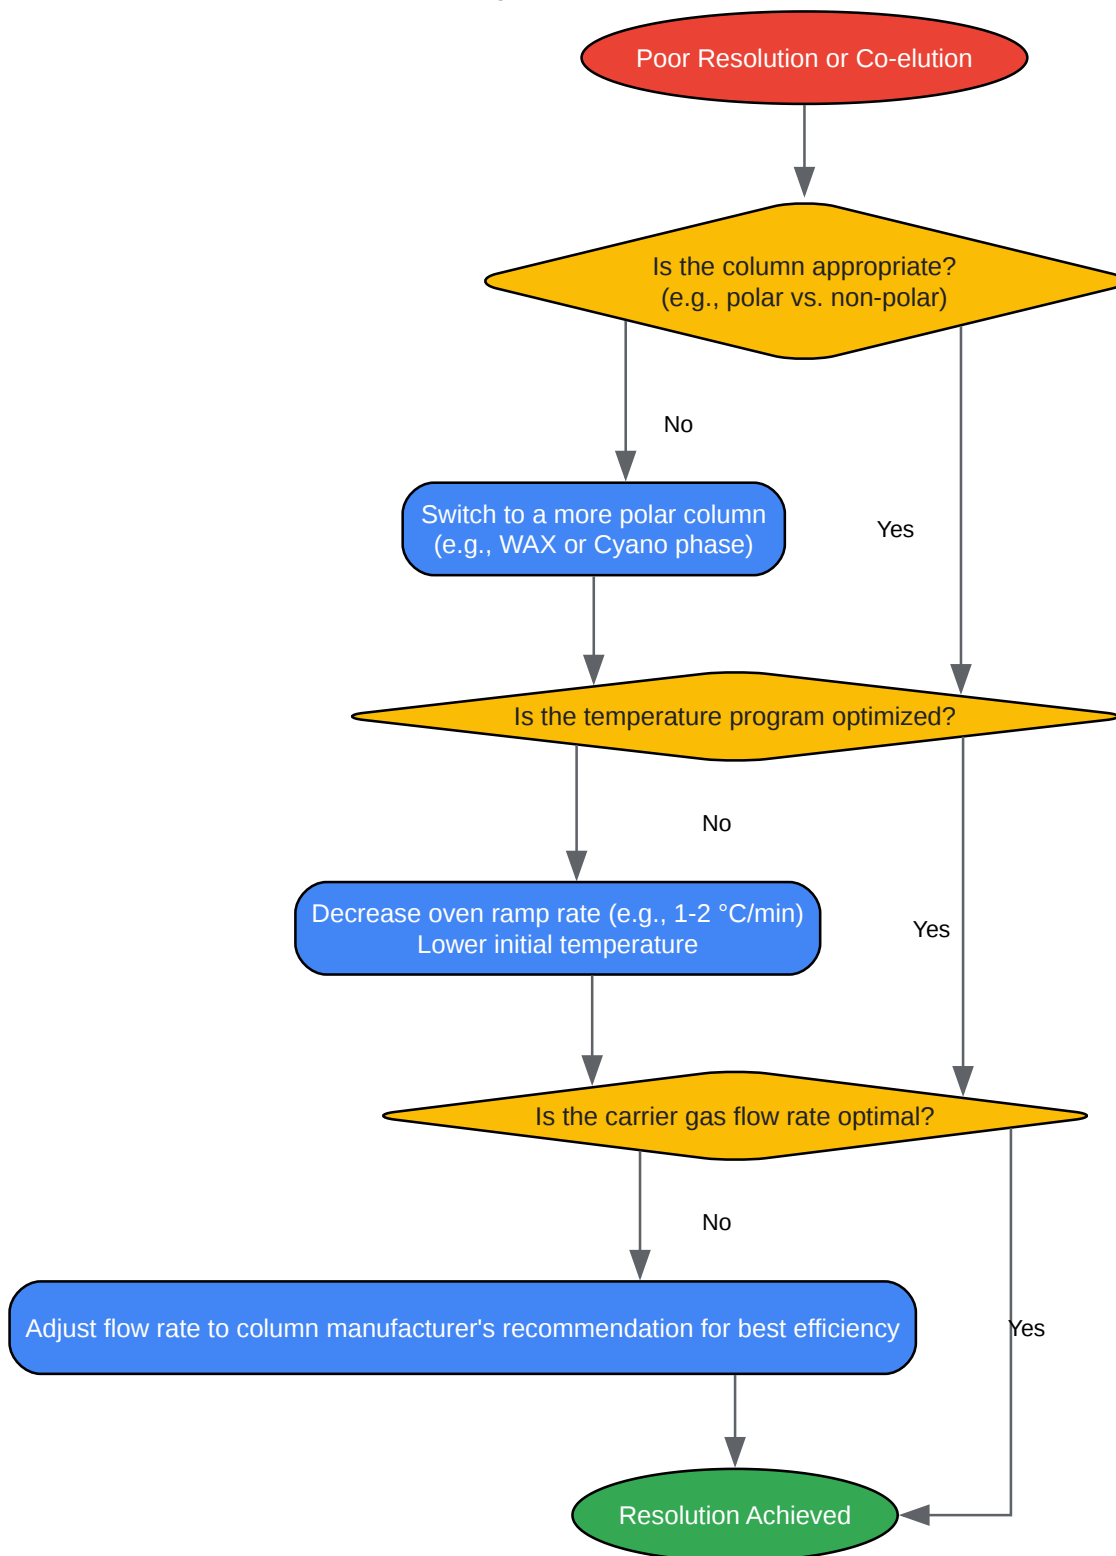 Poor Resolution or Co-elution
Is the column appropriate?
(e.g., polar vs. non-polar)
No
Switch to a more polar column
(e.g., WAX or Cyano phase)
Yes
Is the temperature program optimized?
No
Decrease oven ramp rate (e.g., 1-2 °C/min)
Lower initial temperature
Yes
Is the carrier gas flow rate optimal?
No
Adjust flow rate to column manufacturer's recommendation for best efficiency
Yes
Resolution Achieved